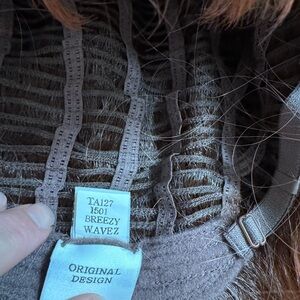 TA127
1501
BREEZY
WAVEZ
ORIGINAL
DESIGN